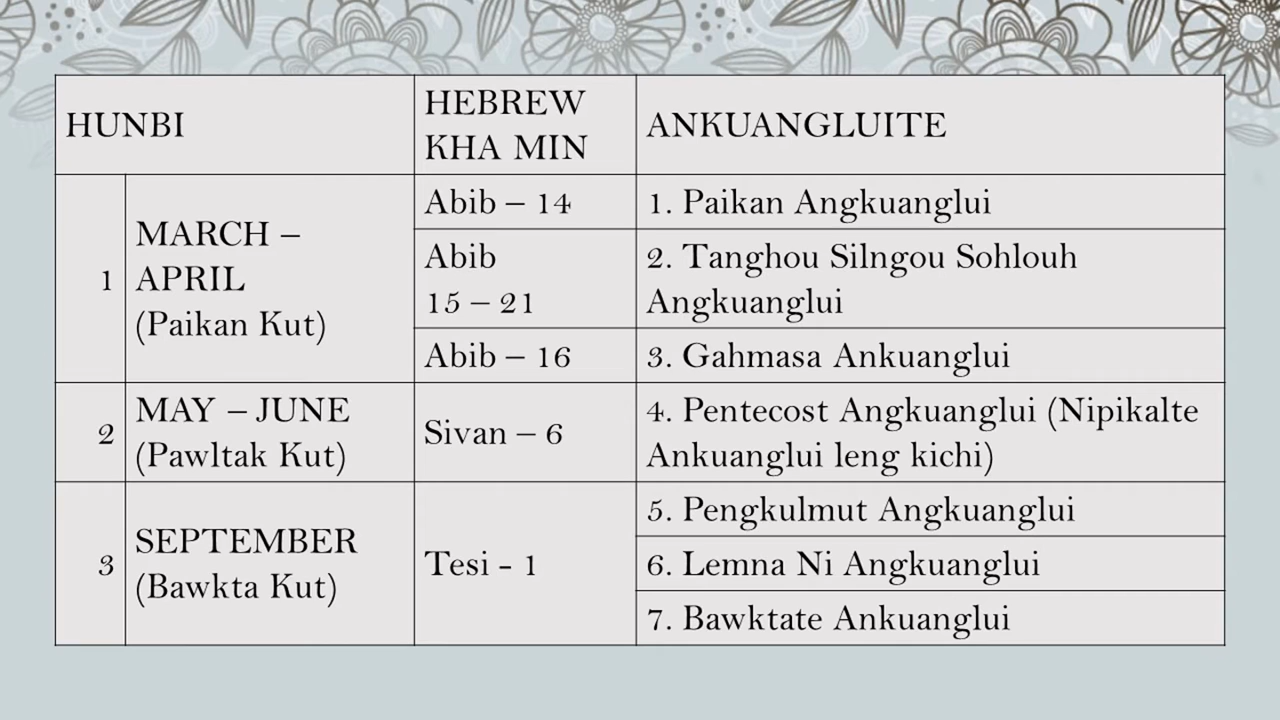 HUNBI
HEBREW
KHA MIN
ANKUANGLUITE
1
MARCH –
APRIL
(Paikan Kut)
Abib – 14
1. Paikan Angkuanglui
Abib
15 – 21
2. Tanghou Silngou Sohlouh
Angkuanglui
Abib – 16
3. Gahmasa Ankuanglui
2
MAY – JUNE
(Pawltak Kut)
Sivan – 6
4. Pentecost Angkuanglui (Nipikalte
Ankuanglui leng kichi)
3
SEPTEMBER
(Bawkta Kut)
Tesi - 1
5. Pengkulmut Angkuanglui
6. Lemna Ni Angkuanglui
7. Bawktate Ankuanglui